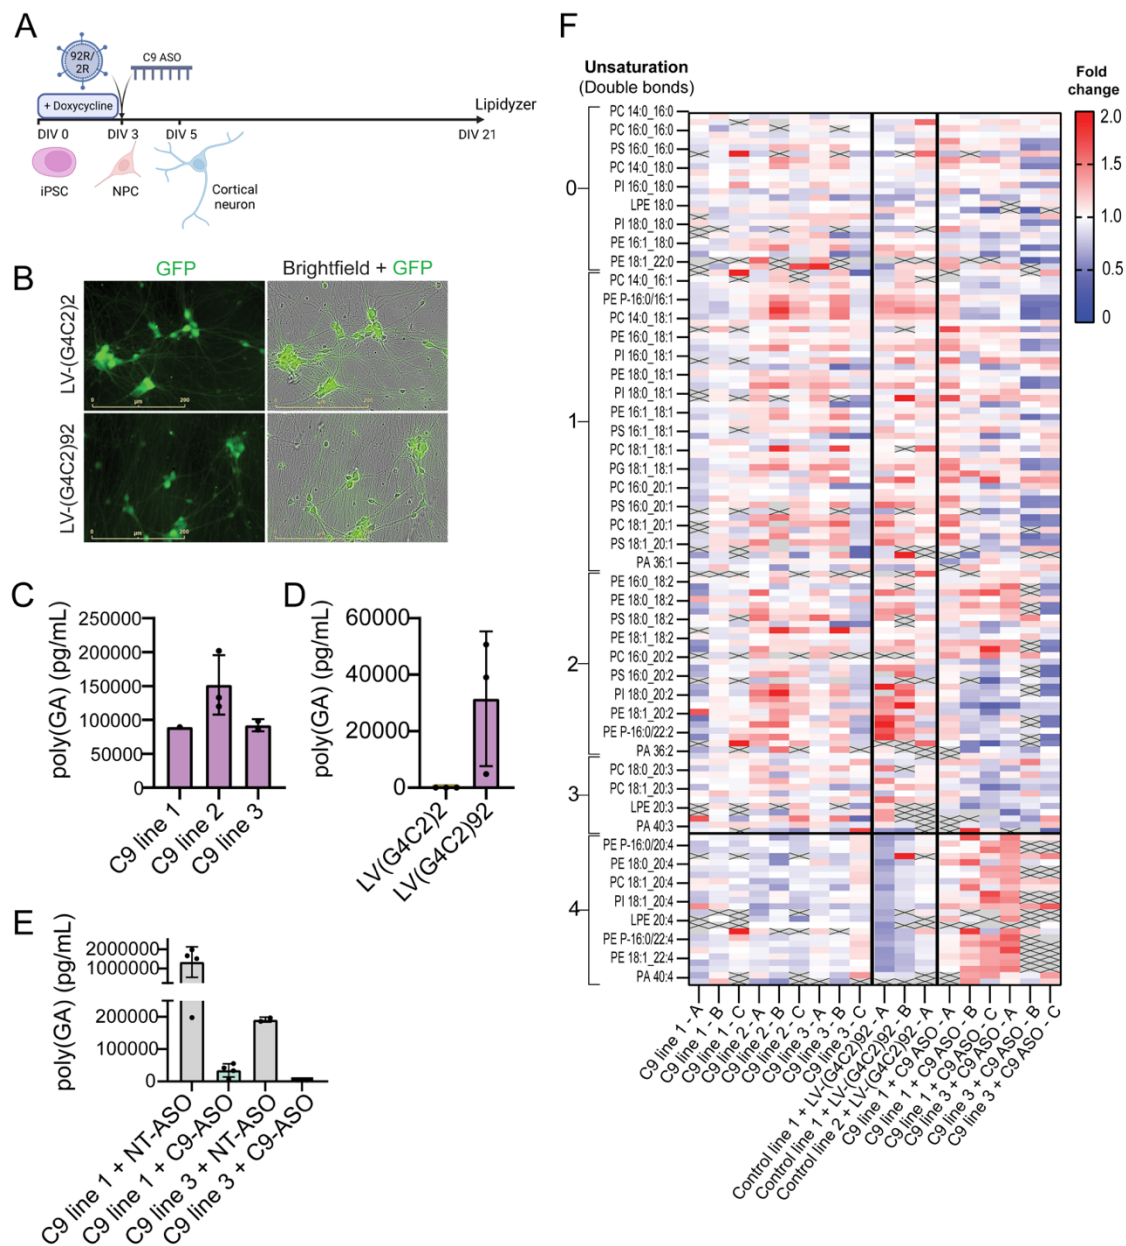 A
92R/
2R
C9 ASO
+ Doxycycline
Lipidyzer
DIV 0
DIV 3
DIV 5
DIV 21
iPSC
NPC
Cortical
neuron
B
GFP
Brightfield + GFP
LV-(G4C2)2
0 µm 200
0 µm 200
LV-(G4C2)92
0 µm 200
0 µm 200
C
poly(GA) (pg/mL)
250000
200000
150000
100000
50000
0
C9 line 1
C9 line 2
C9 line 3
D
poly(GA) (pg/mL)
60000
40000
20000
0
LV(G4C2)2
LV(G4C2)92
E
poly(GA) (pg/mL)
2000000
1000000
200000
100000
0
C9 line 1 + NT-ASO
C9 line 1 + C9-ASO
C9 line 3 + NT-ASO
C9 line 3 + C9-ASO
F
Unsaturation
(Double bonds)
Fold
change
2.0
1.5
1.0
0.5
0
0
PC 14:0_16:0
PC 16:0_16:0
PS 16:0_16:0
PC 14:0_18:0
PI 16:0_18:0
LPE 18:0
PI 18:0_18:0
PE 16:1_18:0
PE 18:1_22:0
1
PC 14:0_16:1
PE P-16:0/16:1
PC 14:0_18:1
PE 16:0_18:1
PI 16:0_18:1
PE 18:0_18:1
PI 18:0_18:1
PE 16:1_18:1
PS 16:1_18:1
PC 18:1_18:1
PG 18:1_18:1
PC 16:0_20:1
PS 16:0_20:1
PC 18:1_20:1
PS 18:1_20:1
PA 36:1
2
PE 16:0_18:2
PE 18:0_18:2
PS 18:0_18:2
PE 18:1_18:2
PC 16:0_20:2
PS 16:0_20:2
PI 18:0_20:2
PE 18:1_20:2
PE P-16:0/22:2
PA 36:2
3
PC 18:0_20:3
PC 18:1_20:3
LPE 20:3
PA 40:3
4
PE P-16:0/20:4
PE 18:0_20:4
PC 18:1_20:4
PI 18:1_20:4
LPE 20:4
PE P-16:0/22:4
PE 18:1_22:4
PA 40:4
C9 line 1 - A
C9 line 1 - B
C9 line 1 - C
C9 line 2 - A
C9 line 2 - B
C9 line 2 - C
C9 line 3 - A
C9 line 3 - B
C9 line 3 - C
Control line 1 + LV-(G4C2)92 - A
Control line 1 + LV-(G4C2)92 - B
Control line 2 + LV-(G4C2)92 - A
C9 line 1 + C9 ASO - A
C9 line 1 + C9 ASO - B
C9 line 1 + C9 ASO - C
C9 line 3 + C9 ASO - A
C9 line 3 + C9 ASO - B
C9 line 3 + C9 ASO - C